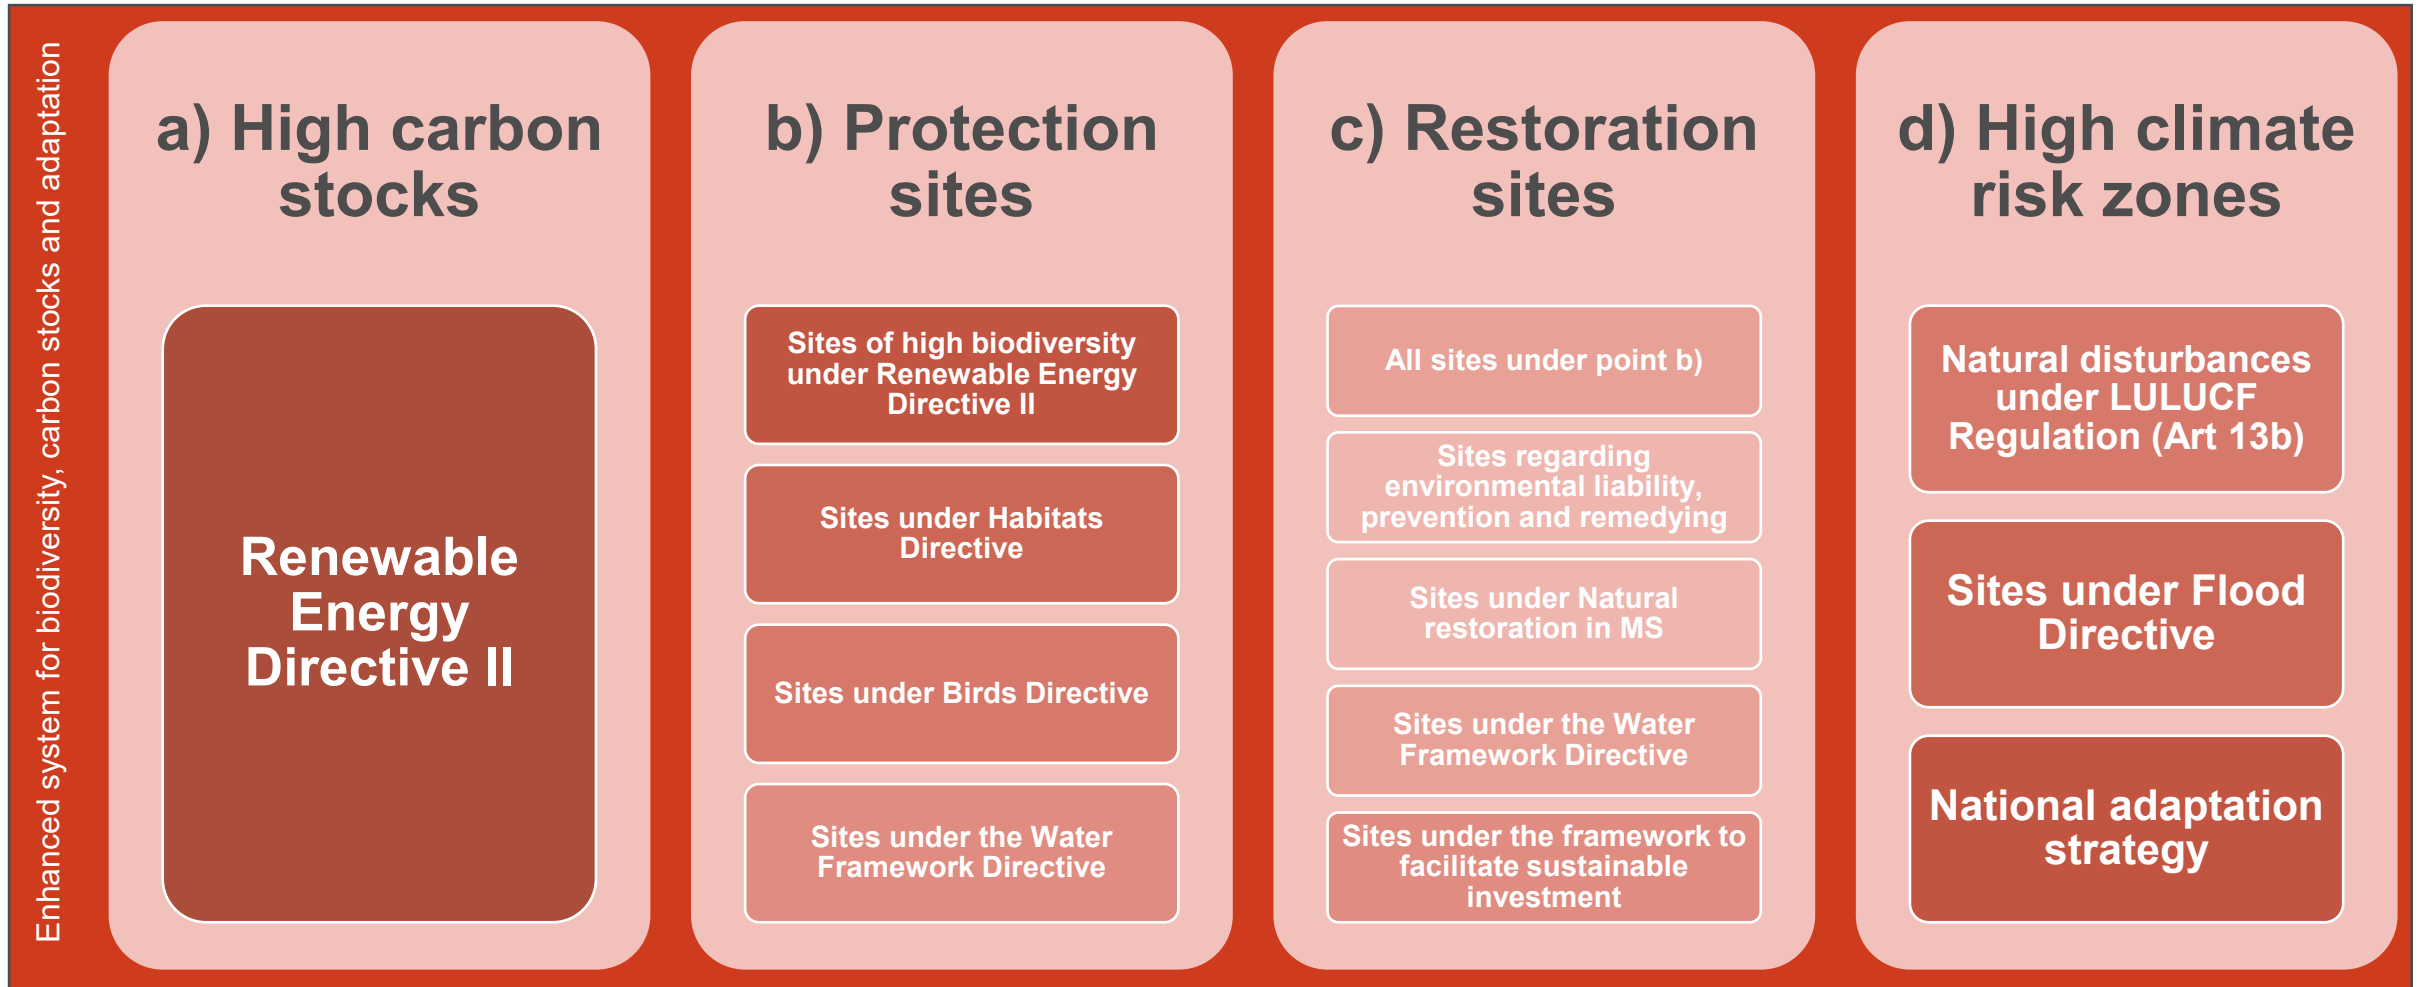 Enhanced system for biodiversity, carbon stocks and adaptation
a) High carbon
stocks
Renewable
Energy
Directive II
b) Protection
sites
Sites of high biodiversity
under Renewable Energy
Directive II
Sites under Habitats
Directive
Sites under Birds Directive
Sites under the Water
Framework Directive
c) Restoration
sites
All sites under point b)
Sites regarding
environmental liability,
prevention and remedying
Sites under Natural
restoration in MS
Sites under the Water
Framework Directive
Sites under the framework to
facilitate sustainable
investment
d) High climate
risk zones
Natural disturbances
under LULUCF
Regulation (Art 13b)
Sites under Flood
Directive
National adaptation
strategy